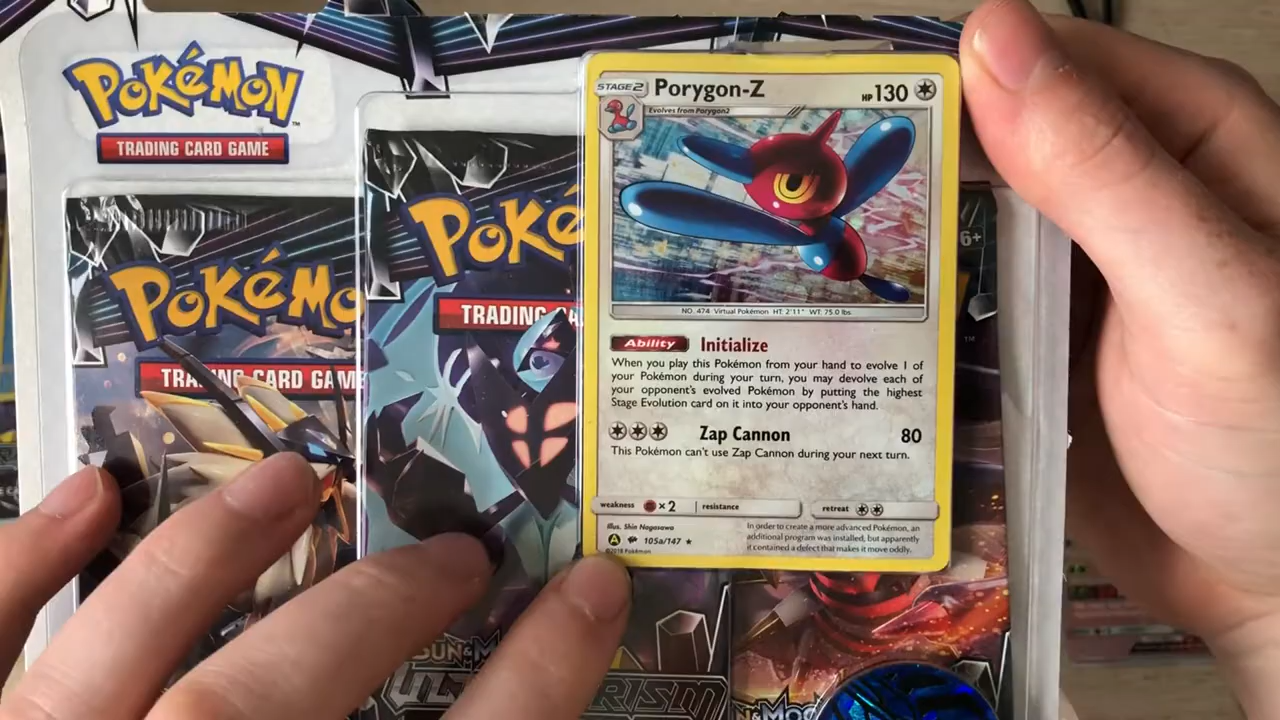 POKéMON
TRADING CARD GAME
POKéMO
TRADING CARD GAME
POKé
TRADING
STAGE 2
Porygon-Z
HP 130
Evolves from Porygon2
NO. 474 Virtual Pokémon HT: 2'11" WT: 75.0 lbs
Ability Initialize
When you play this Pokémon from your hand to evolve 1 of
your Pokémon during your turn, you may devolve each of
your opponent's evolved Pokémon by putting the highest
Stage Evolution card on it into your opponent's hand.
Zap Cannon 80
This Pokémon can't use Zap Cannon during your next turn.
weakness ×2 resistance retreat
Illus. Shin Nagasawa
A 105a/147 ★
©2018 Pokémon
In order to create a more advanced Pokémon, an
additional program was installed, but apparently
it contained a defect that makes it move oddly.
6+
SUN & MO
ULT RISM
N & MOO